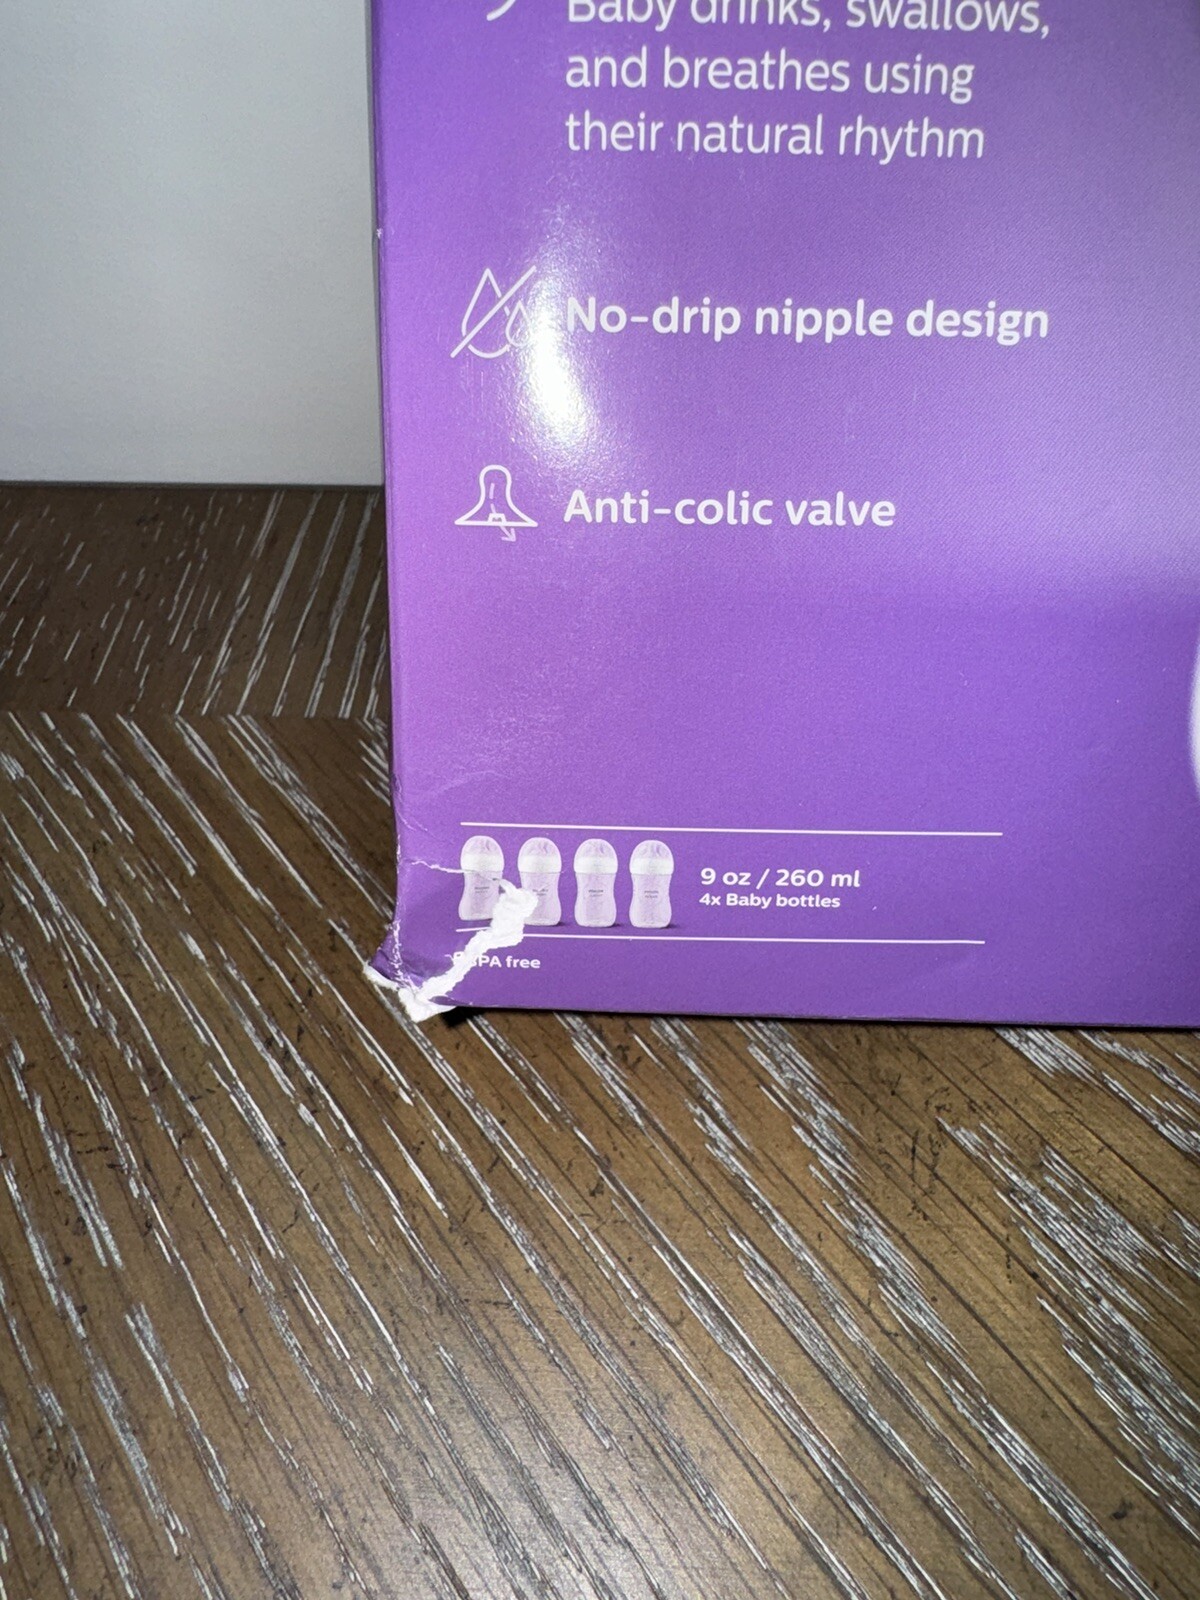 Baby drinks, swallows,
and breathes using
their natural rhythm
No-drip nipple design
Anti-colic valve
9 oz / 260 ml
4x Baby bottles
free